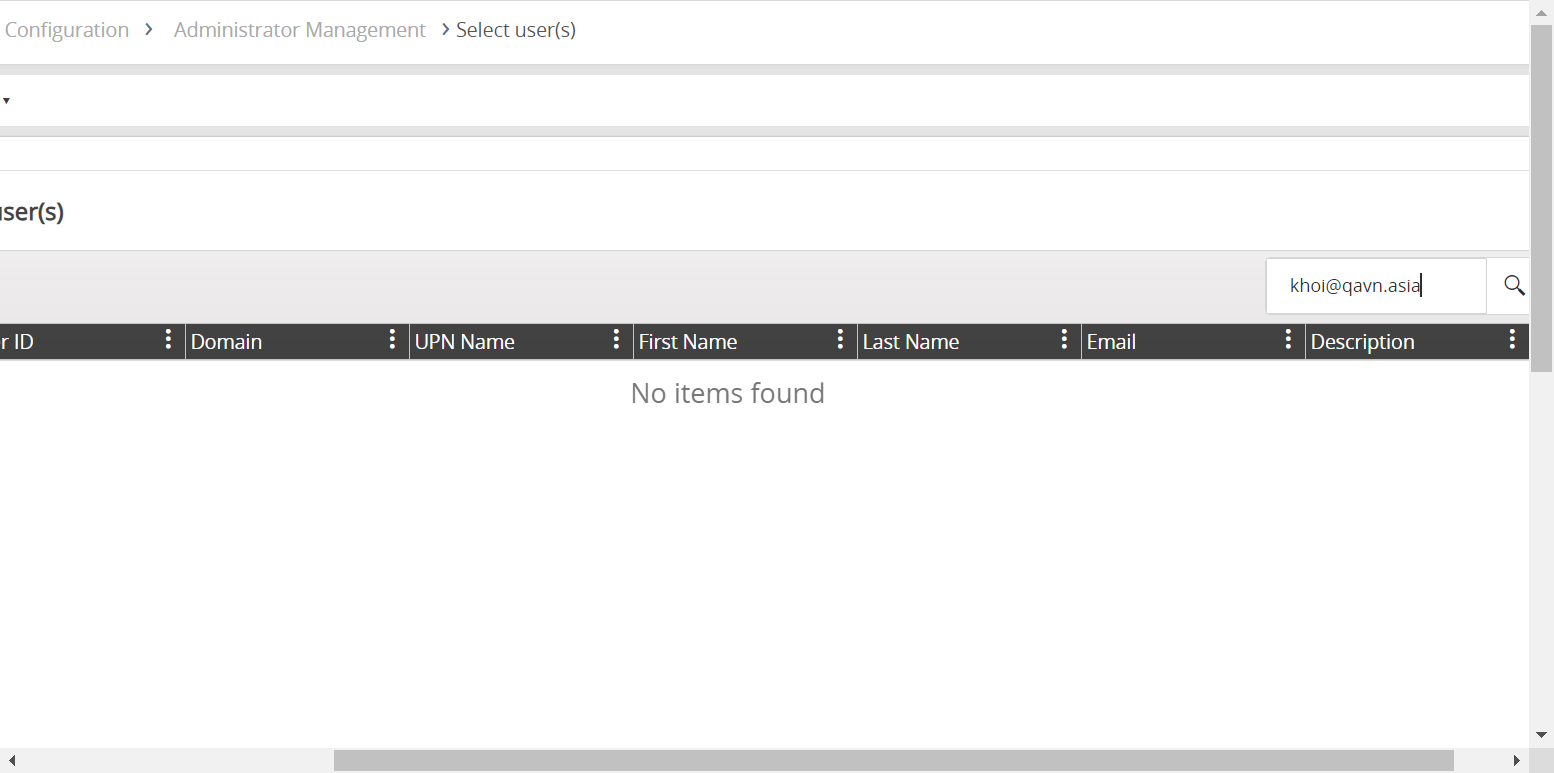 Configuration > Administrator Management > Select user(s)
user(s)
khoi@qavn.asia
r ID Domain UPN Name First Name Last Name Email Description
No items found